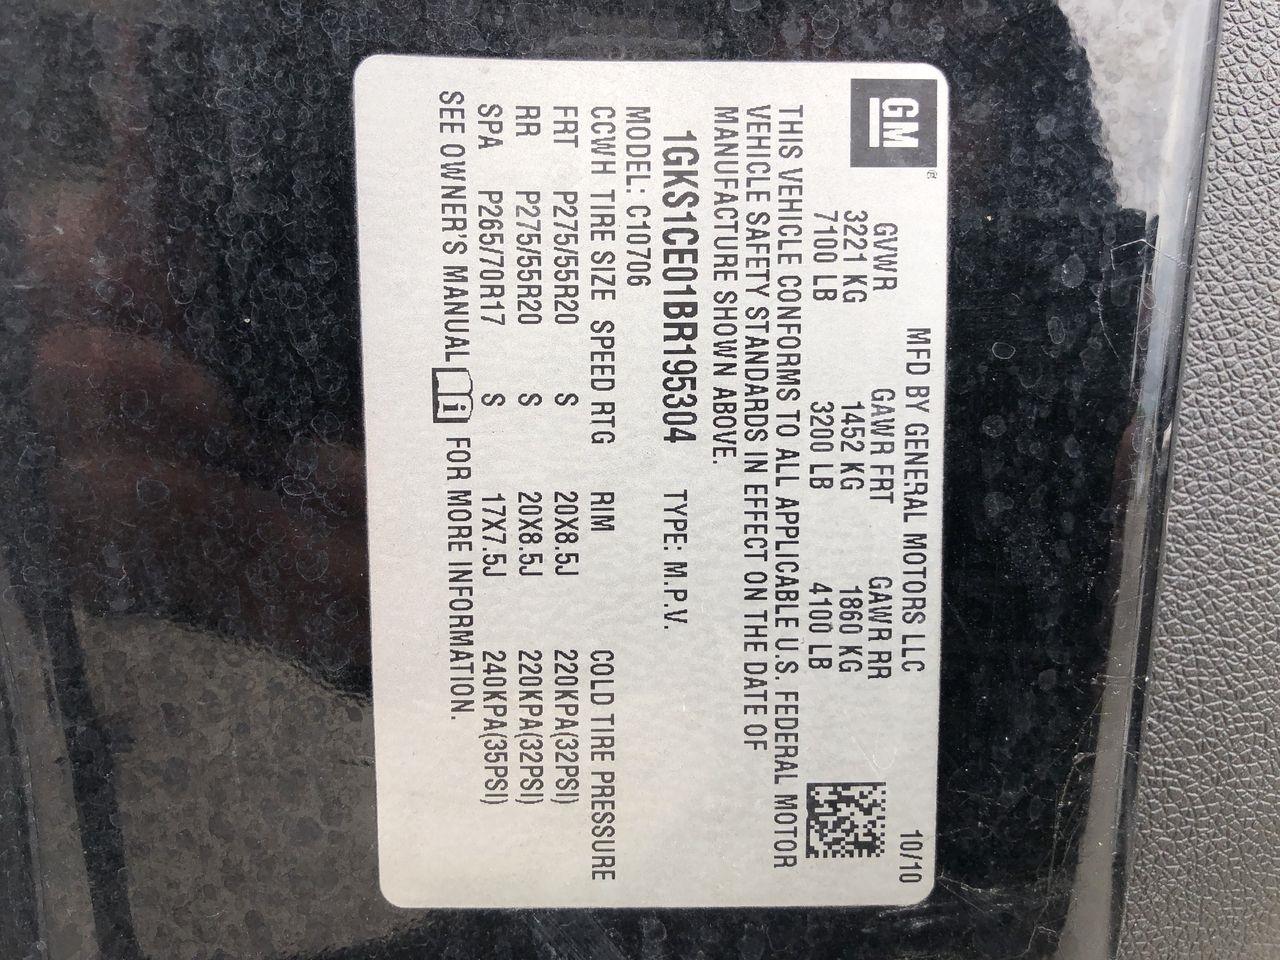 GM®
MFD BY GENERAL MOTORS LLC 10/10
GVWR GAWR FRT GAWR RR
3221 KG 1452 KG 1860 KG
7100 LB 3200 LB 4100 LB
THIS VEHICLE CONFORMS TO ALL APPLICABLE U.S. FEDERAL MOTOR
VEHICLE SAFETY STANDARDS IN EFFECT ON THE DATE OF
MANUFACTURE SHOWN ABOVE.
1GKS1CE01BR195304 TYPE: M.P.V.
MODEL: C10706
CCWH TIRE SIZE SPEED RTG RIM COLD TIRE PRESSURE
FRT P275/55R20 S 20X8.5J 220KPA(32PSI)
RR P275/55R20 S 20X8.5J 220KPA(32PSI)
SPA P265/70R17 S 17X7.5J 240KPA(35PSI)
SEE OWNER'S MANUAL i FOR MORE INFORMATION.